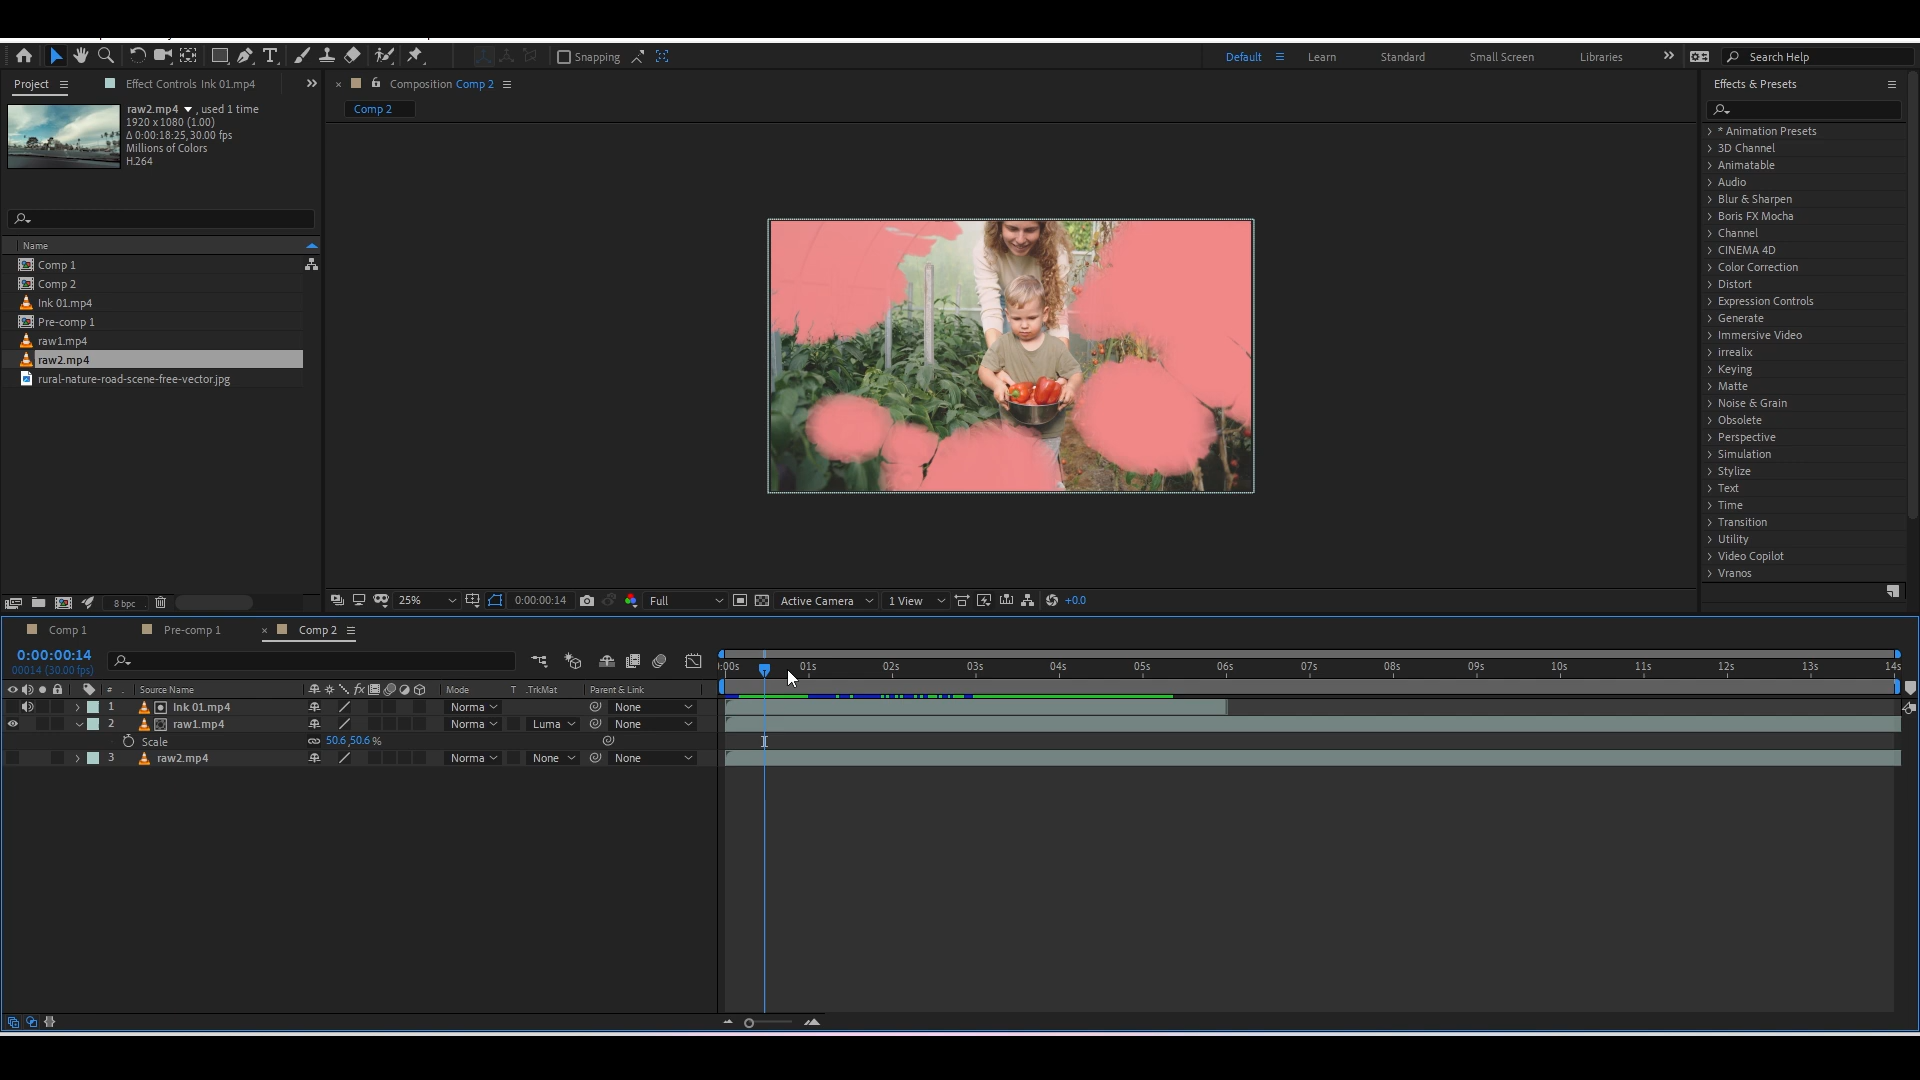 Snapping
Default
Learn
Standard
Small Screen
Libraries
Search Help
Project
Effect Controls Ink 01.mp4
Composition Comp 2
Effects & Presets
raw2.mp4 , used 1 time
1920 x 1080 (1.00)
Δ 0:00:18:25, 30.00 fps
Millions of Colors
H.264
Comp 2
Name
Comp 1
Comp 2
Ink 01.mp4
Pre-comp 1
raw1.mp4
raw2.mp4
rural-nature-road-scene-free-vector.jpg
* Animation Presets
3D Channel
Animatable
Audio
Blur & Sharpen
Boris FX Mocha
Channel
CINEMA 4D
Color Correction
Distort
Expression Controls
Generate
Immersive Video
irrealix
Keying
Matte
Noise & Grain
Obsolete
Perspective
Simulation
Stylize
Text
Time
Transition
Utility
Video Copilot
Vranos
8 bpc
25%
0:00:00:14
Full
Active Camera
1 View
+0.0
Comp 1
Pre-comp 1
Comp 2
0:00:00:14
00014 (30.00 fps)
:00s 01s 02s 03s 04s 05s 06s 07s 08s 09s 10s 11s 12s 13s 14s
# Source Name Mode T .TrkMat Parent & Link
1 Ink 01.mp4 Norma None
2 raw1.mp4 Norma Luma None
Scale 50.6,50.6 %
3 raw2.mp4 Norma None None